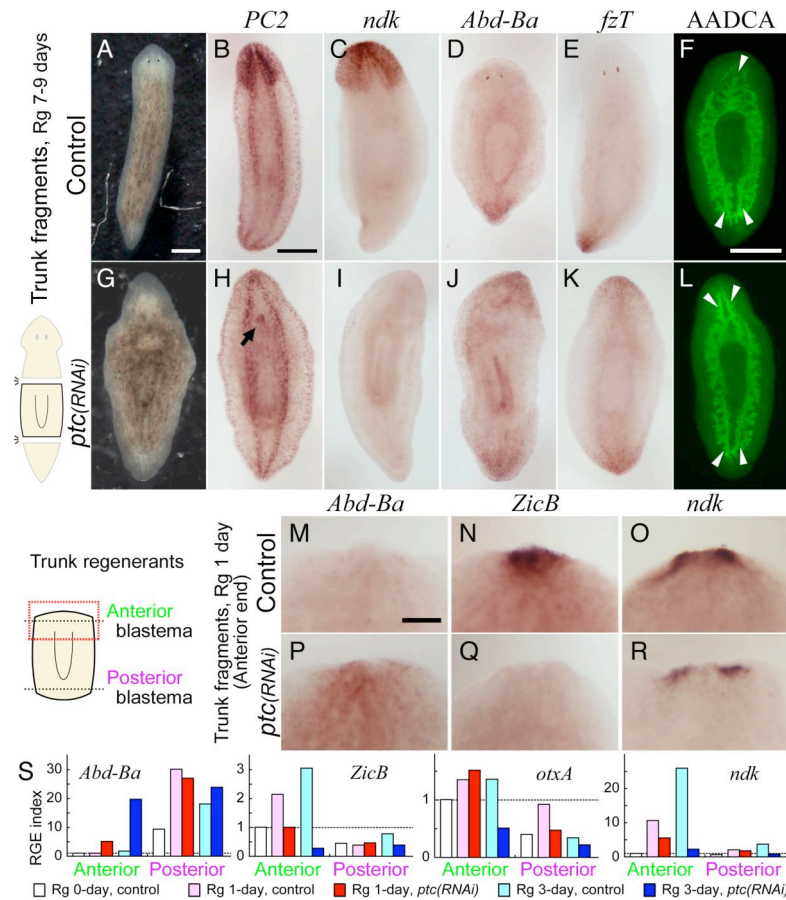 PC2 ndk Abd-Ba fzT AADCA
Trunk fragments, Rg 7-9 days
Control
A B C D E F
ptc(RNAi)
G H I J K L
Abd-Ba ZicB ndk
Trunk regenerants
Anterior
blastema
Posterior
blastema
Trunk fragments, Rg 1 day
(Anterior end)
Control
M N O
ptc(RNAi)
P Q R
S
RGE index
Abd-Ba
30
20
10
0
Anterior Posterior
ZicB
3
2
1
0
Anterior Posterior
otxA
1
0
Anterior Posterior
ndk
20
10
0
Anterior Posterior
Rg 0-day, control Rg 1-day, control Rg 1-day, ptc(RNAi) Rg 3-day, control Rg 3-day, ptc(RNAi)